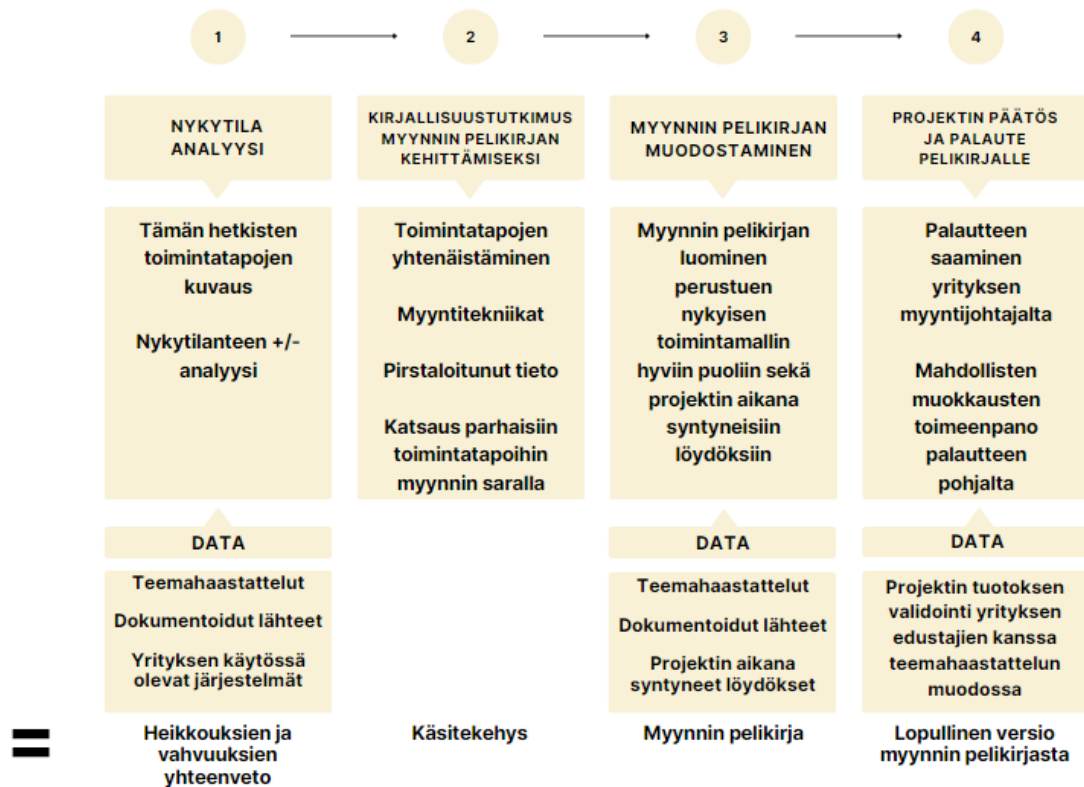 1
2
3
4
NYKYTILA
ANALYYSI
KIRJALLISUUSTUTKIMUS
MYYNNIN PELIKIRJAN
KEHITTÄMISEKSI
MYYNNIN PELIKIRJAN
MUODOSTAMINEN
PROJEKTIN PÄÄTÖS
JA PALAUTE
PELIKIRJALLE
Tämän hetkisten
toimintatapojen
kuvaus
Nykytilanteen +/-
analyysi
Toimintatapojen
yhtenäistäminen
Myyntitekniikat
Pirstaloitunut tieto
Katsaus parhaisiin
toimintatapoihin
myynnin saralla
Myynnin pelikirjan
luominen
perustuen
nykyisen
toimintamallin
hyviin puoliin sekä
projektin aikana
syntyneisiin
löydöksiin
Palautteen
saaminen
yrityksen
myyntijohtajalta
Mahdollisten
muokkausten
toimeenpano
palautteen
pohjalta
DATA
Teemahaastattelut
Dokumentoidut lähteet
Yrityksen käytössä
olevat järjestelmät
DATA
Teemahaastattelut
Dokumentoidut lähteet
Projektin aikana
syntyneet löydökset
DATA
Projektin tuotoksen
validointi yrityksen
edustajien kanssa
teemahaastattelun
muodossa
=
Heikkouksien ja
vahvuuksien
yhteenveto
Käsitekehys
Myynnin pelikirja
Lopullinen versio
myynnin pelikirjasta